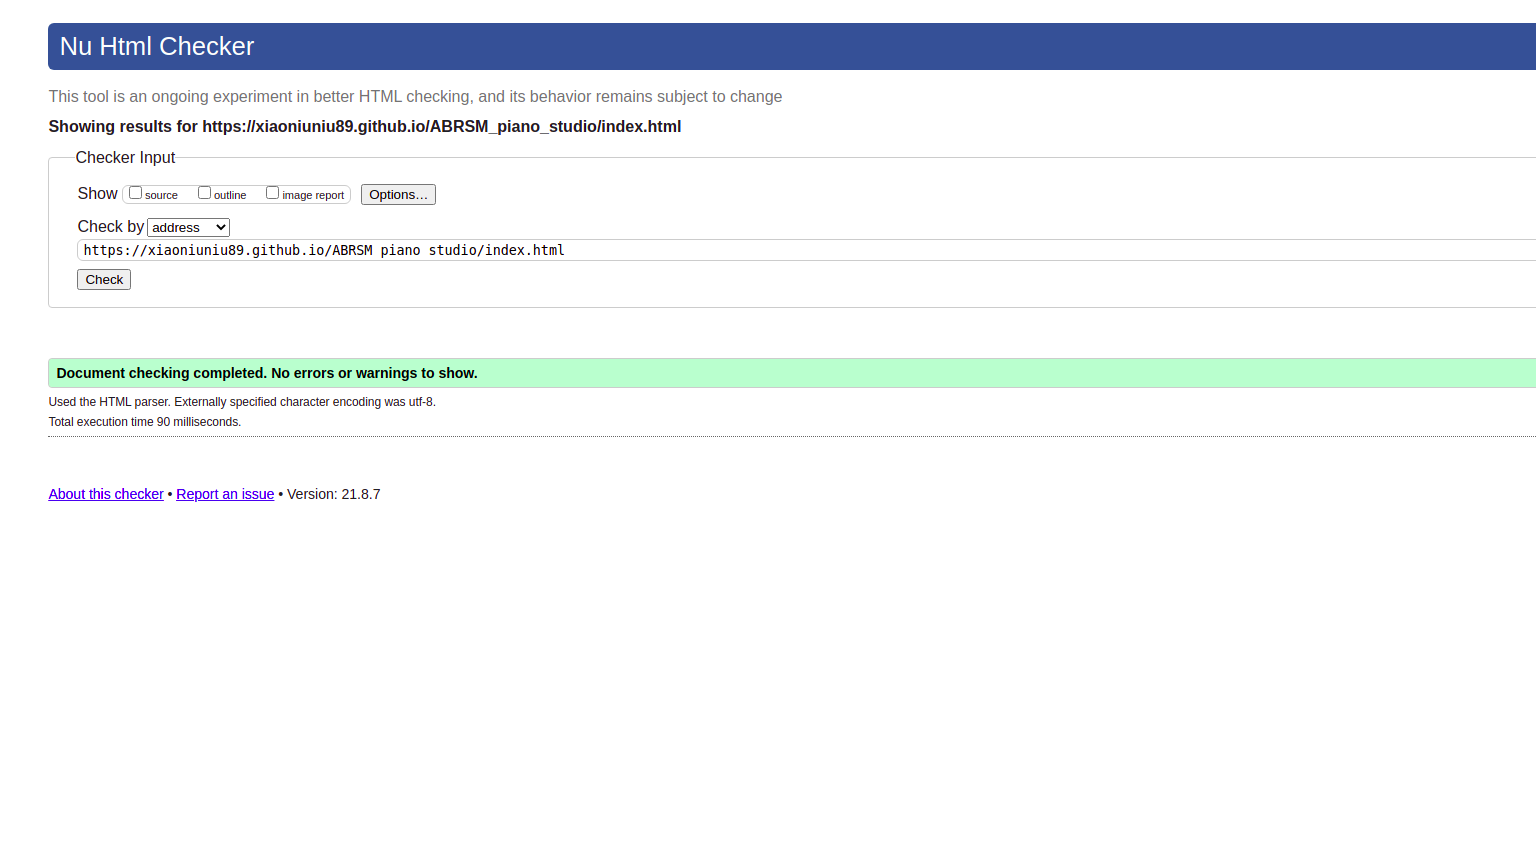 Nu Html Checker
This tool is an ongoing experiment in better HTML checking, and its behavior remains subject to change
Showing results for https://xiaoniuniu89.github.io/ABRSM_piano_studio/index.html
Checker Input
Show source outline image report Options…
Check by address
https://xiaoniuniu89.github.io/ABRSM_piano_studio/index.html
Check
Document checking completed. No errors or warnings to show.
Used the HTML parser. Externally specified character encoding was utf-8.
Total execution time 90 milliseconds.
About this checker • Report an issue • Version: 21.8.7